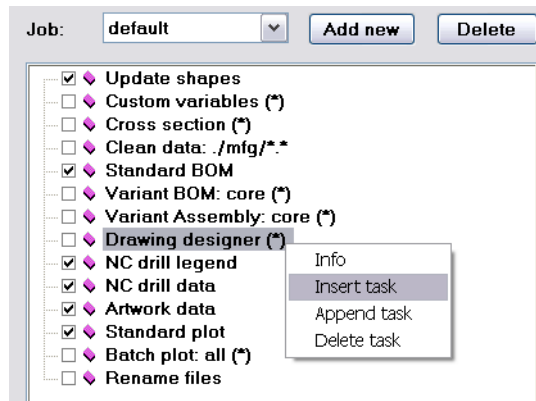 Job: default Add new Delete
Update shapes
Custom variables (*)
Cross section (*)
Clean data: ./mfg/*.*
Standard BOM
Variant BOM: core (*)
Variant Assembly: core (*)
Drawing designer (*)
NC drill legend
NC drill data
Artwork data
Standard plot
Batch plot: all (*)
Rename files
Info
Insert task
Append task
Delete task